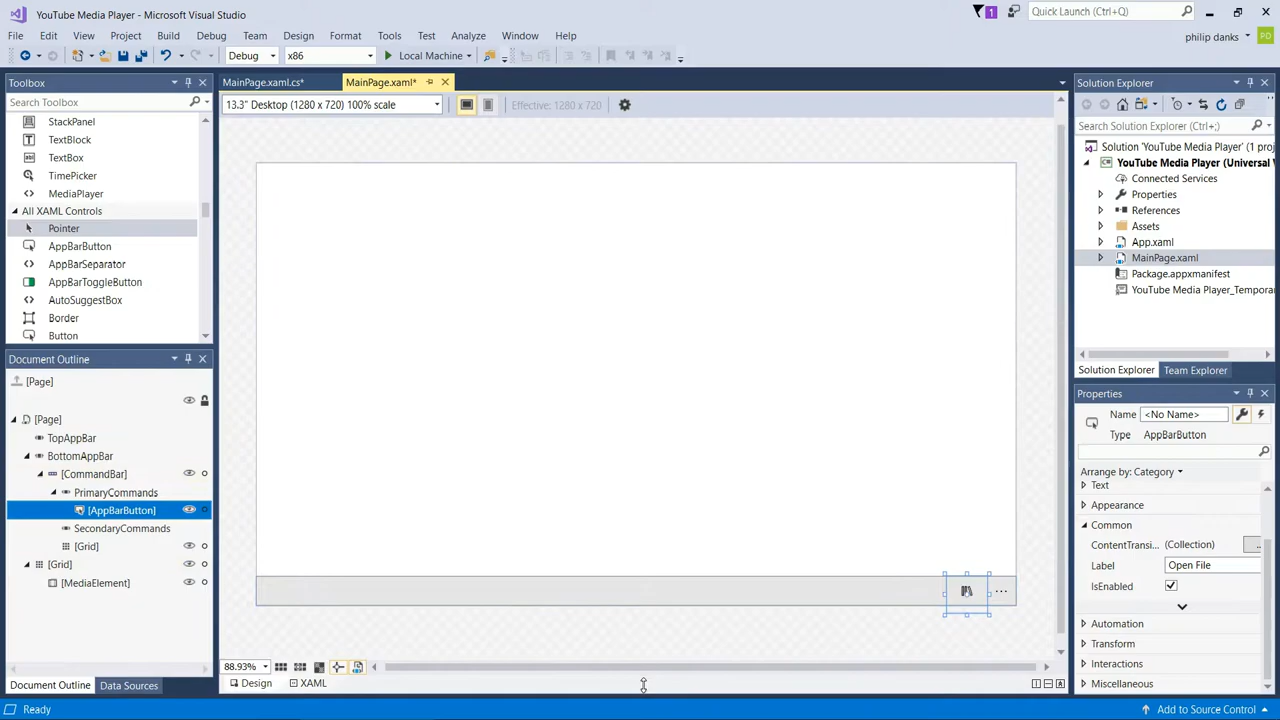 YouTube Media Player - Microsoft Visual Studio
1
Quick Launch (Ctrl+Q)
File Edit View Project Build Debug Team Design Format Tools Test Analyze Window Help
philip danks
PD
Debug
x86
Local Machine
Toolbox
Search Toolbox
StackPanel
TextBlock
TextBox
TimePicker
MediaPlayer
All XAML Controls
Pointer
AppBarButton
AppBarSeparator
AppBarToggleButton
AutoSuggestBox
Border
Button
Document Outline
[Page]
[Page]
TopAppBar
BottomAppBar
[CommandBar]
PrimaryCommands
[AppBarButton]
SecondaryCommands
[Grid]
[Grid]
[MediaElement]
Document Outline Data Sources
MainPage.xaml.cs*
MainPage.xaml*
13.3" Desktop (1280 x 720) 100% scale
Effective: 1280 x 720
88.93%
Design
XAML
Solution Explorer
Search Solution Explorer (Ctrl+;)
Solution 'YouTube Media Player' (1 proj
YouTube Media Player (Universal
Connected Services
Properties
References
Assets
App.xaml
MainPage.xaml
Package.appxmanifest
YouTube Media Player_Tempora
Solution Explorer Team Explorer
Properties
Name <No Name>
Type AppBarButton
Arrange by: Category
Text
Appearance
Common
ContentTransi... (Collection) ...
Label Open File
IsEnabled
Automation
Transform
Interactions
Miscellaneous
Ready
Add to Source Control